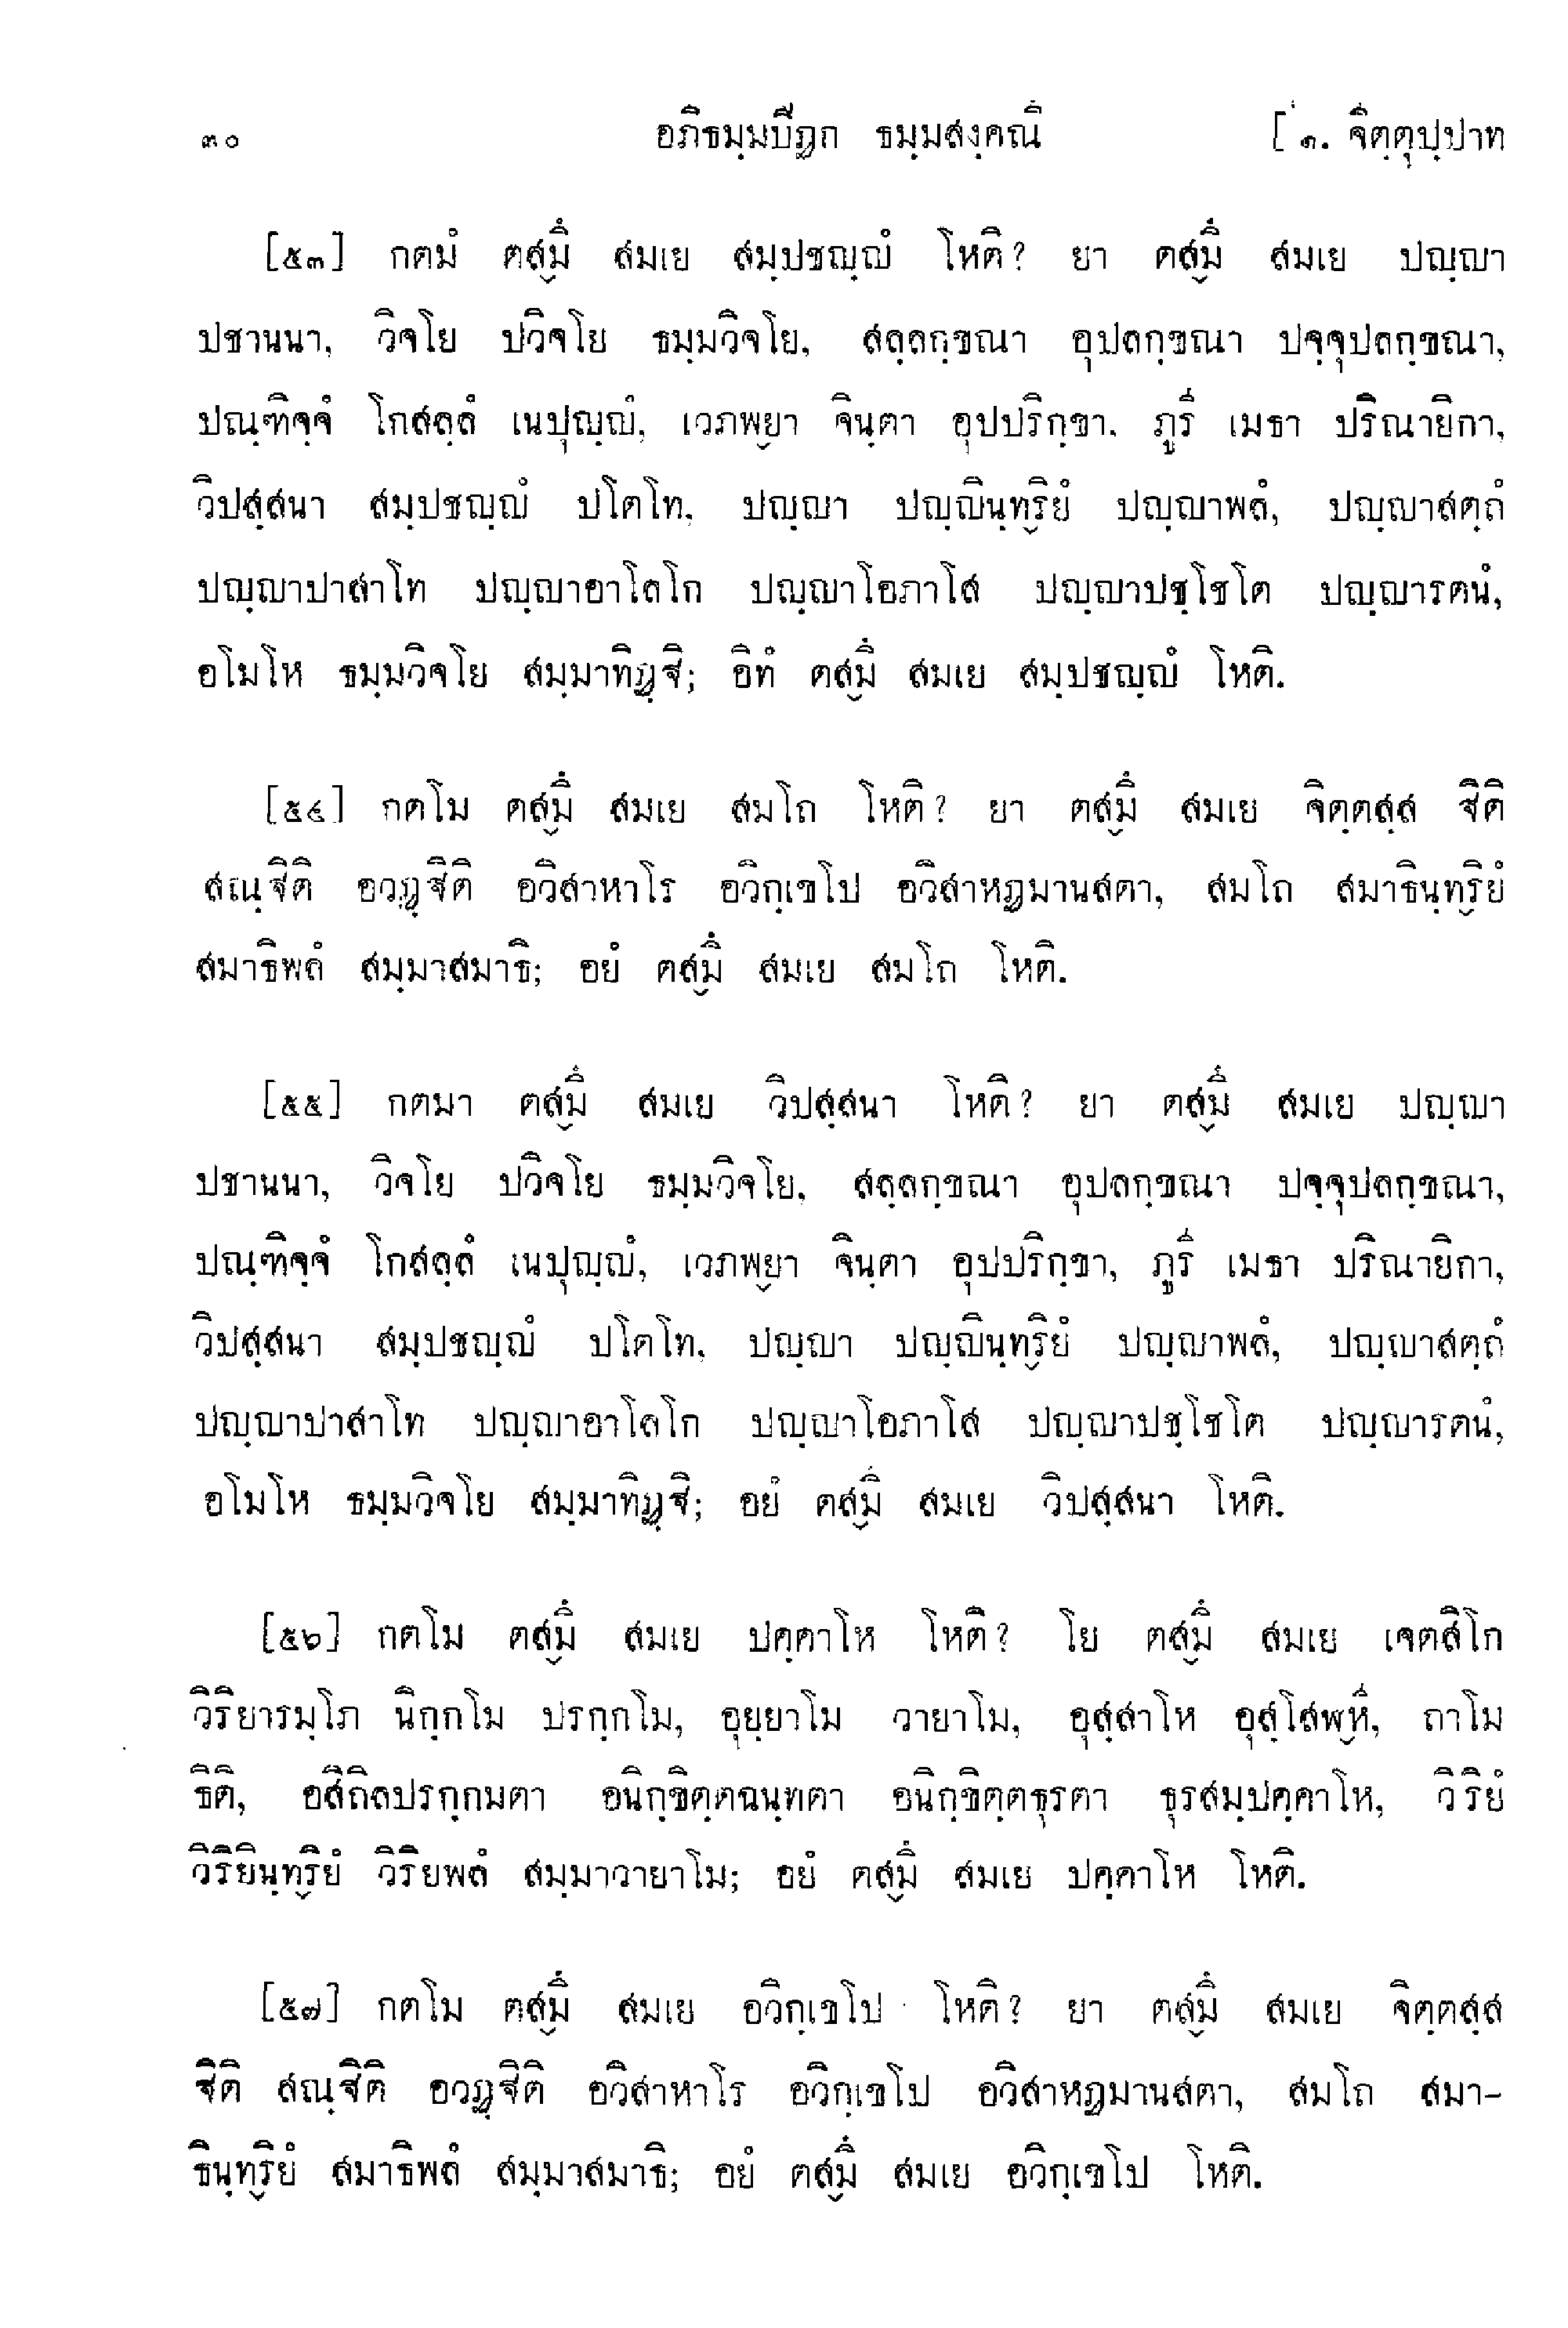 ๓๐ อภิธมฺมปิฏก ธมฺมสงฺคณิ [ ๑. จิตฺตุปฺปาท
[๕๓] กตมํ ตสฺมึ๎ สมเย สมฺปชญฺญํ โหติ? ยา ตสฺมึ๎ สมเย ปญฺญา
ปชานนา, วิจโย ปวิจโย ธมฺมวิจโย, สลฺลกฺขณา อุปลกฺขณา ปจฺจุปลกฺขณา,
ปณฺฑิจฺจํ โกสลฺลํ เนปุญฺญํ, เวภพ๎ยา จินฺตา อุปปริกฺขา, ภูรี เมธา ปริณายิกา,
วิปสฺสนา สมฺปชญฺญํ ปโตโท, ปญฺญา ปญฺญินฺท๎ริยํ ปญฺญาพลํ, ปญฺญาสตฺถํ
ปญฺญาปาสาโท ปญฺญาอาโลโก ปญฺญาโอภาโส ปญฺญาปชฺโชโต ปญฺญารตนํ,
อโมโห ธมฺมวิจโย สมฺมาทิฏฺฐิ; อิทํ ตส๎มึ สมเย สมฺปชญฺญํ โหติ.
[๕๔] กตโม ตส๎มึ สมเย สมโถ โหติ? ยา ตส๎มึ สมเย จิตฺตสฺส ฐิติ
สณฺฐิติ อวฏฺฐิติ อวิสาหาโร อวิกฺเขโป อวิสาหฏมานสตา, สมโถ สมาธินฺท๎ริยํ
สมาธิพลํ สมฺมาสมาธิ; อยํ ตส๎มึ สมเย สมโถ โหติ.
[๕๕] กตมา ตส๎มึ สมเย วิปสฺสนา โหติ? ยา ตส๎มึ สมเย ปญฺญา
ปชานนา, วิจโย ปวิจโย ธมฺมวิจโย, สลฺลกฺขณา อุปลกฺขณา ปจฺจุปลกฺขณา,
ปณฺฑิจฺจํ โกสลฺลํ เนปุญฺญํ, เวภพ๎ยา จินฺตา อุปปริกฺขา, ภูรี เมธา ปริณายิกา,
วิปสฺสนา สมฺปชญฺญํ ปโตโท, ปญฺญา ปญฺญินฺท๎ริยํ ปญฺญาพลํ, ปญฺญาสตฺถํ
ปญฺญาปาสาโท ปญฺญาอาโลโก ปญฺญาโอภาโส ปญฺญาปชฺโชโต ปญฺญารตนํ,
อโมโห ธมฺมวิจโย สมฺมาทิฏฺฐิ; อยํ ตส๎มึ สมเย วิปสฺสนา โหติ.
[๕๖] กตโม ตส๎มึ สมเย ปคฺคาโห โหติ? โย ตส๎มึ สมเย เจตสิโก
วิริยารมฺโภ นิกฺกโม ปรกฺกโม, อุยฺยาโม วายาโม, อุสฺสาโห อุสฺโสฬ๎หี, ถาโม
ธิติ, อสิถิลปรกฺกมตา อนิกฺขิตฺตฉนฺทตา อนิกฺขิตฺตธุรตา ธุรสมฺปคฺคาโห, วิริยํ
วิริยินฺท๎ริยํ วิริยพลํ สมฺมาวายาโม; อยํ ตส๎มึ สมเย ปคฺคาโห โหติ.
[๕๗] กตโม ตส๎มึ สมเย อวิกฺเขโป โหติ? ยา ตส๎มึ สมเย จิตฺตสฺส
ฐิติ สณฺฐิติ อวฏฺฐิติ อวิสาหาโร อวิกฺเขโป อวิสาหฏมานสตา, สมโถ สมา-
ธินฺท๎ริยํ สมาธิพลํ สมฺมาสมาธิ; อยํ ตส๎มึ สมเย อวิกฺเขโป โหติ.